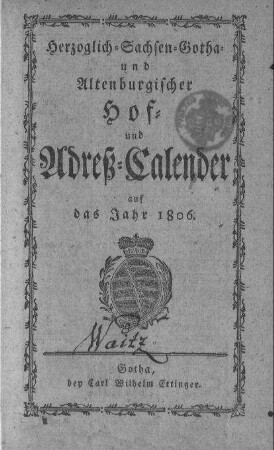 Herzoglich-Sachsen-Gotha-
und
Altenburgischer
Hof-
und
Adreß-Calender
auf
das Jahr 1806.
Waitz
Gotha,
bey Carl Wilhelm Ettinger.